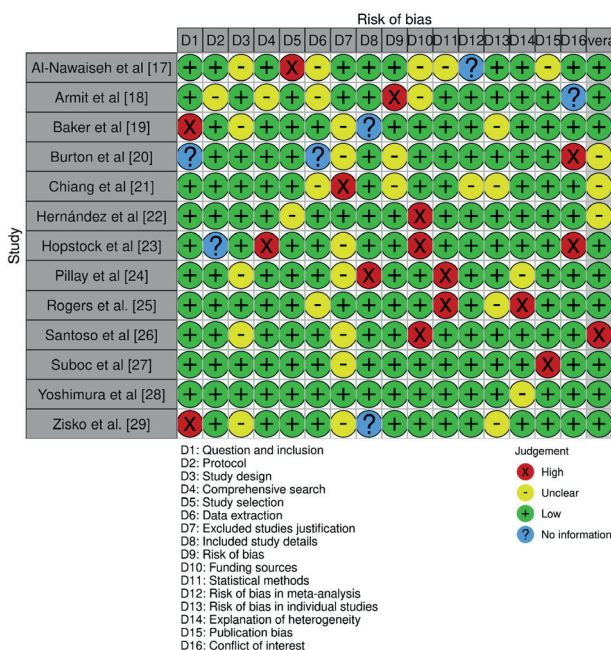 Risk of bias
D1 D2 D3 D4 D5 D6 D7 D8 D9 D10 D11 D12 D13 D14 D15 D16 vera
Study
Al-Nawaiseh et al [17]
Armit et al [18]
Baker et al [19]
Burton et al [20]
Chiang et al [21]
Hernández et al [22]
Hopstock et al [23]
Pillay et al [24]
Rogers et al. [25]
Santoso et al [26]
Suboc et al [27]
Yoshimura et al [28]
Zisko et al. [29]
D1: Question and inclusion
D2: Protocol
D3: Study design
D4: Comprehensive search
D5: Study selection
D6: Data extraction
D7: Excluded studies justification
D8: Included study details
D9: Risk of bias
D10: Funding sources
D11: Statistical methods
D12: Risk of bias in meta-analysis
D13: Risk of bias in individual studies
D14: Explanation of heterogeneity
D15: Publication bias
D16: Conflict of interest
Judgement
X High
- Unclear
+ Low
? No information